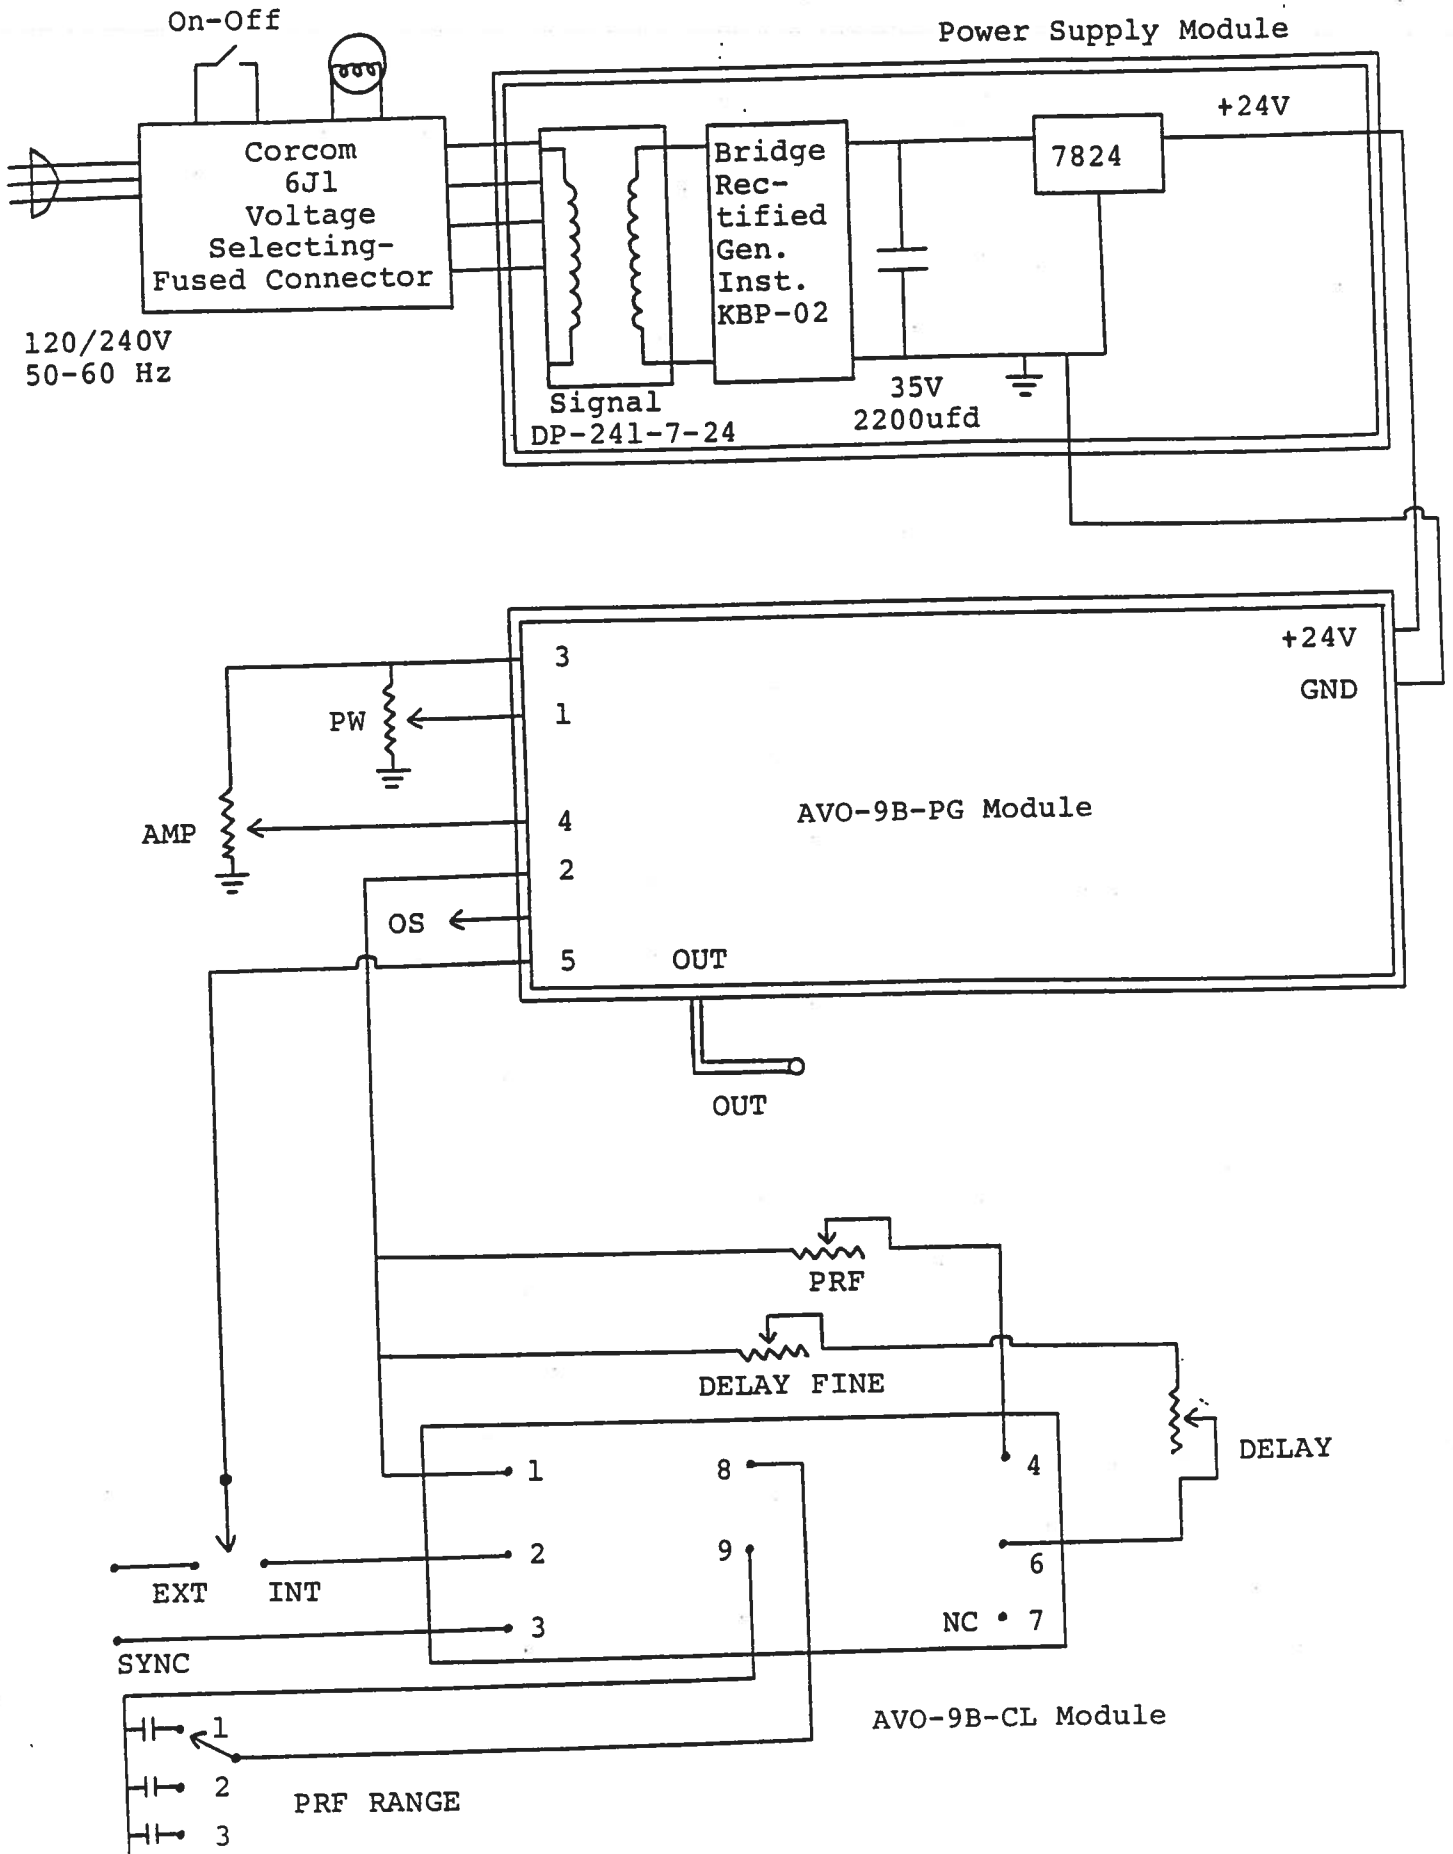 On-Off
Power Supply Module
Corcom
6J1
Voltage
Selecting-
Fused Connector
120/240V
50-60 Hz
Signal
DP-241-7-24
Bridge
Rec-
tified
Gen.
Inst.
KBP-02
35V
2200ufd
7824
+24V
3
+24V
GND
PW
1
AVO-9B-PG Module
AMP
4
2
OS
5
OUT
OUT
PRF
DELAY FINE
DELAY
1
8
4
2
9
6
EXT
INT
3
NC
7
SYNC
AVO-9B-CL Module
1
2
PRF RANGE
3